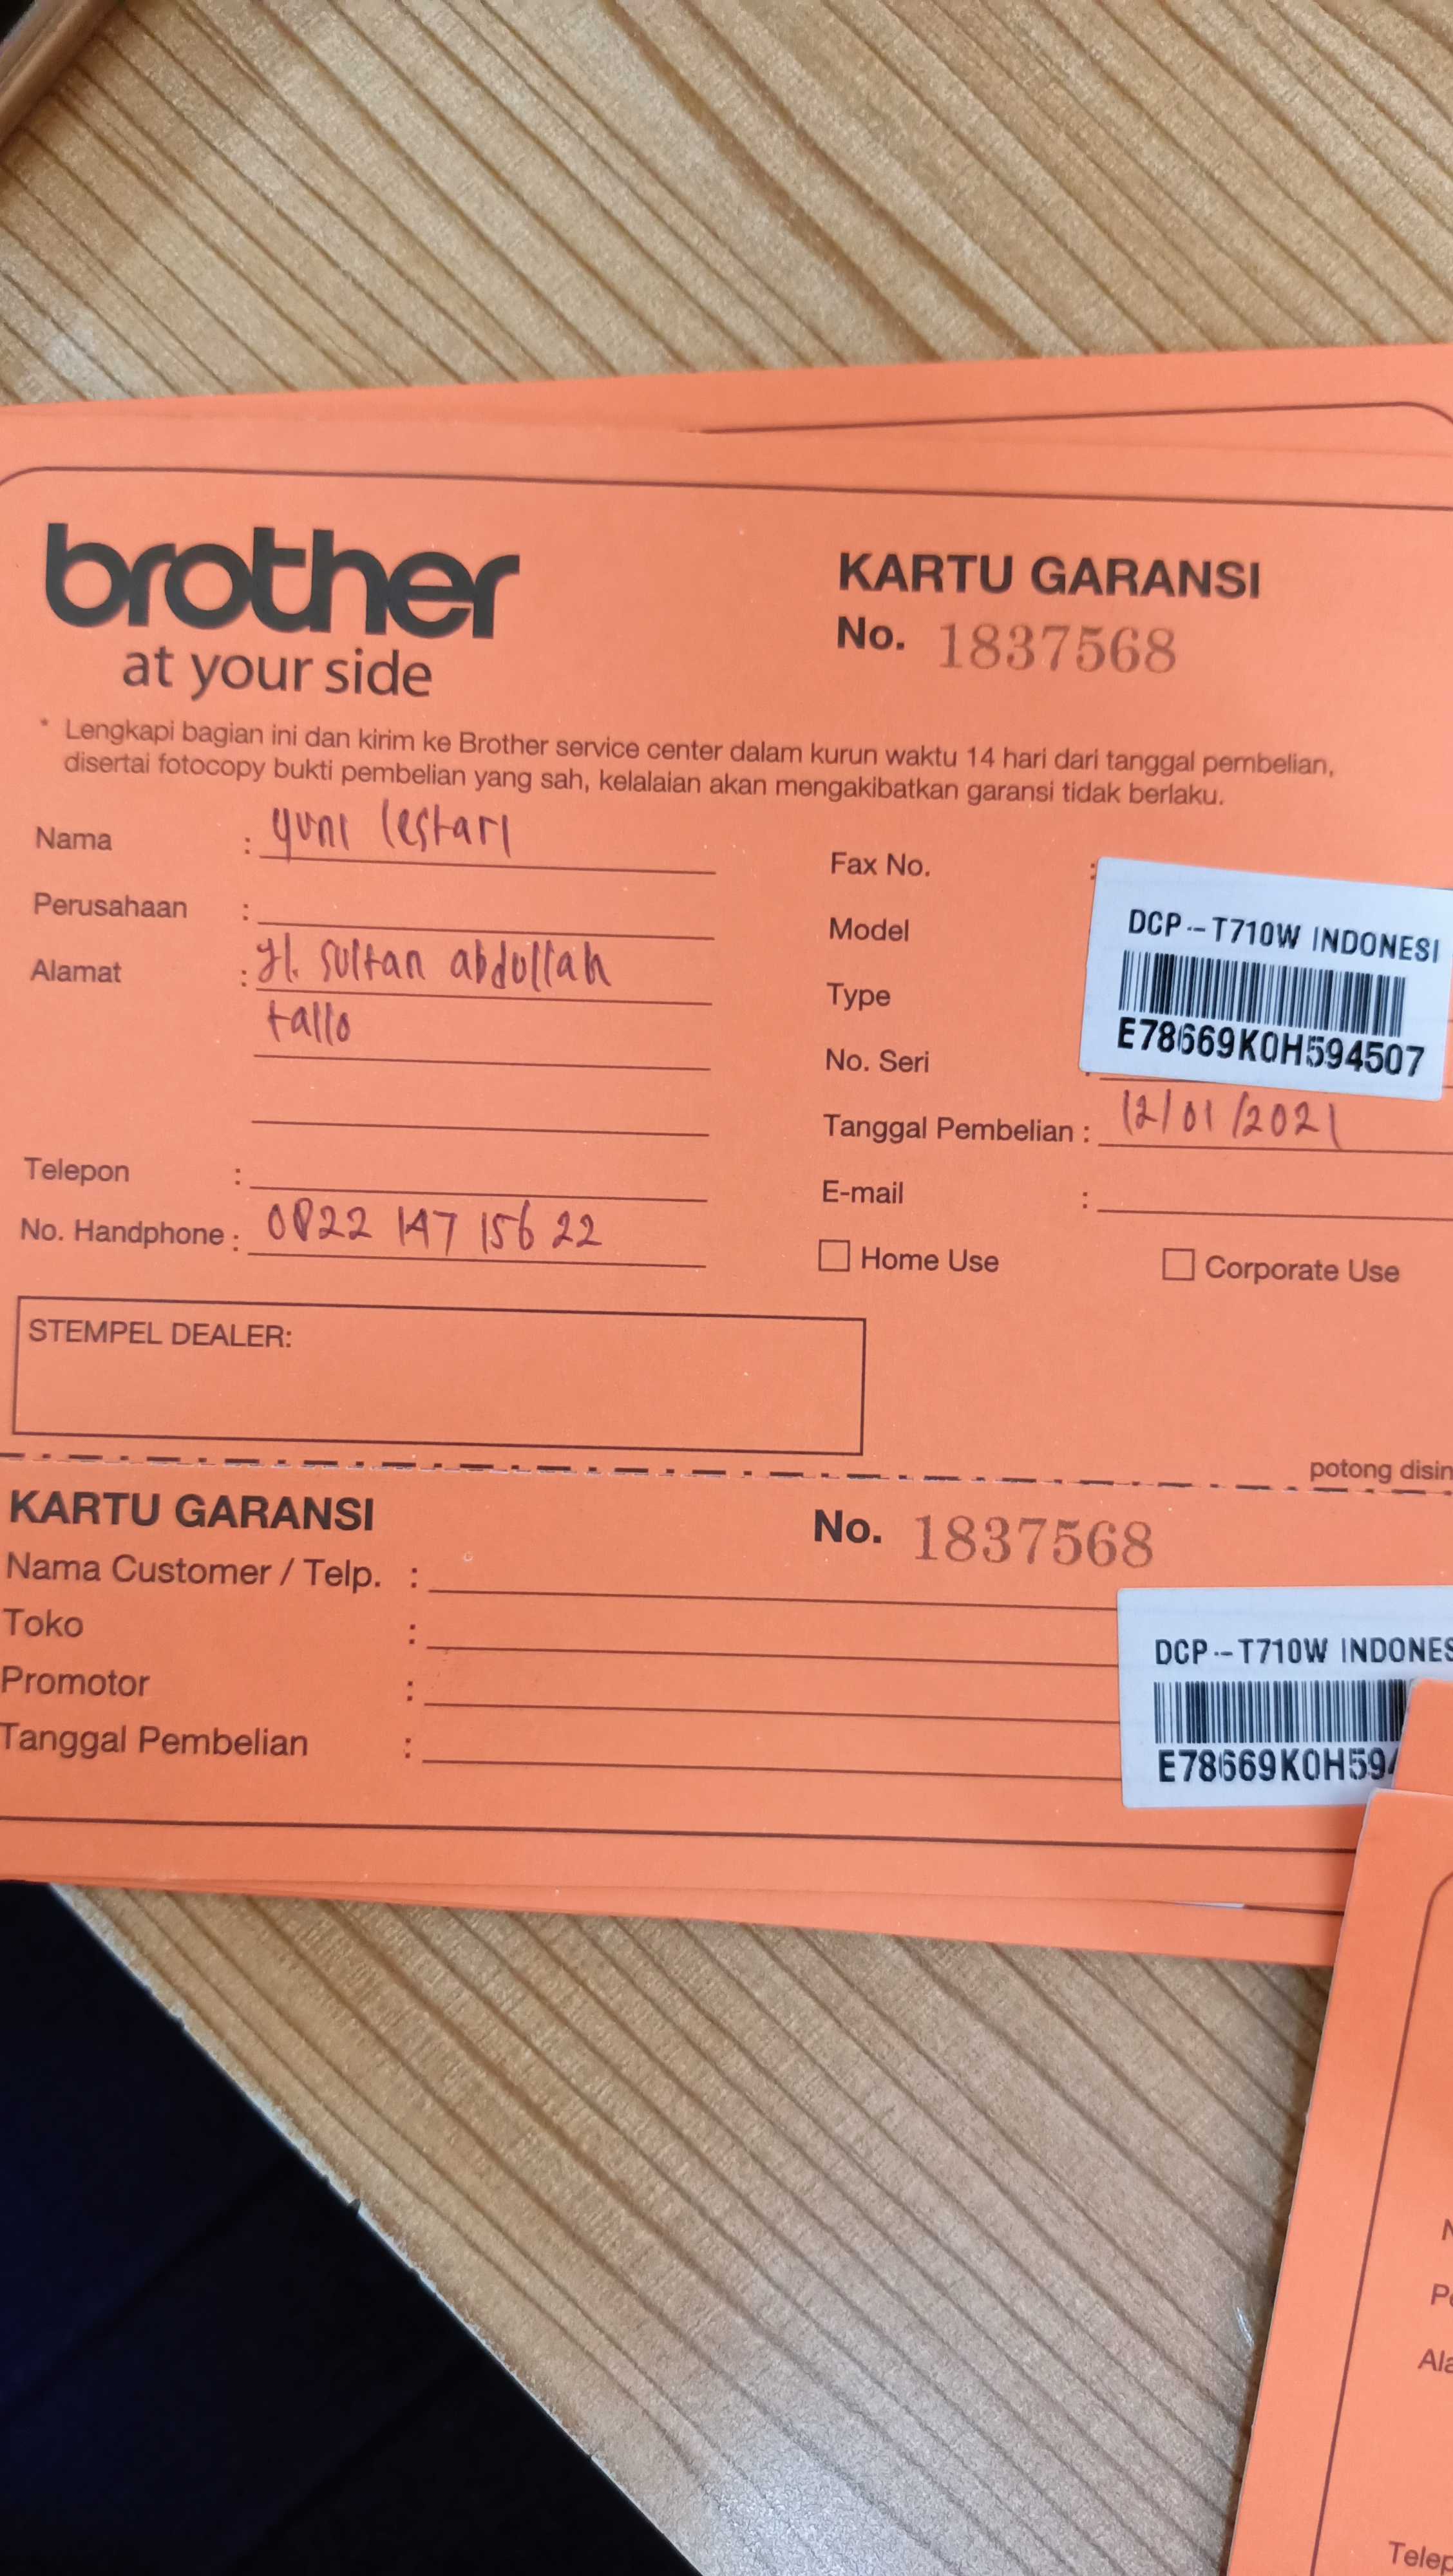 brother
at your side
KARTU GARANSI
No. 1837568
* Lengkapi bagian ini dan kirim ke Brother service center dalam kurun waktu 14 hari dari tanggal pembelian,
disertai fotocopy bukti pembelian yang sah, kelalaian akan mengakibatkan garansi tidak berlaku.
Nama : yuni lestari
Perusahaan :
Alamat : Jl. sultan abdullah
tallo
Telepon :
No. Handphone : 0822 147 156 22
Fax No. :
Model
Type
No. Seri
DCP--T710W INDONESI
E78669K0H594507
Tanggal Pembelian : 12/01/2021
E-mail :
Home Use
Corporate Use
STEMPEL DEALER:
potong disin
KARTU GARANSI
No. 1837568
Nama Customer / Telp. :
Toko :
Promotor :
Tanggal Pembelian :
DCP--T710W INDONES
E78669K0H594
N
Pe
Ala
Telep